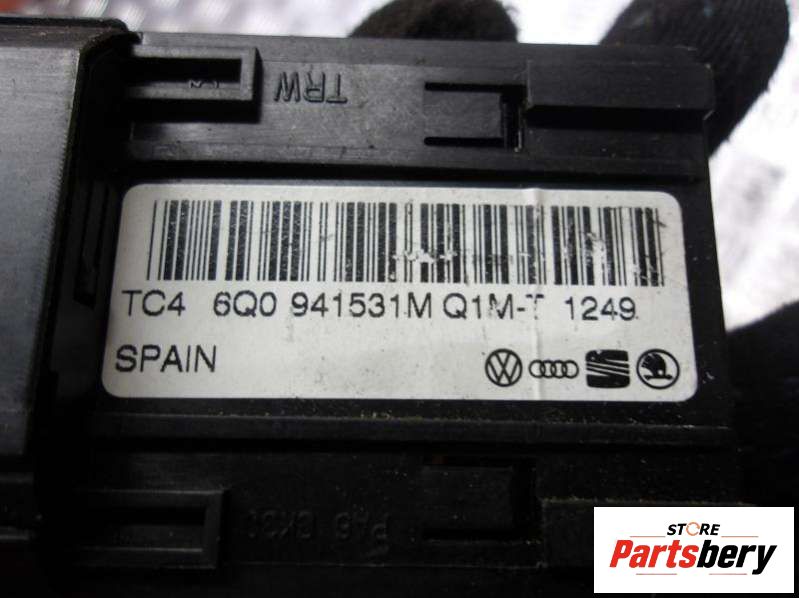 TRW
TC4 6Q0 941531M Q1M-T 1249
SPAIN
STORE
Partsbery